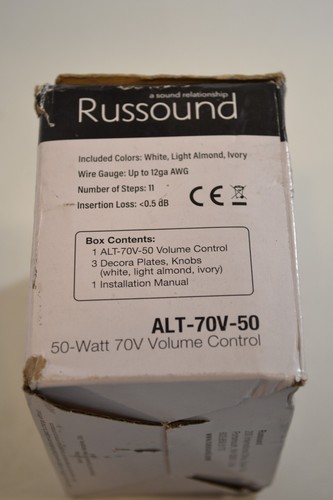 a sound relationship
Russound
Included Colors: White, Light Almond, Ivory
Wire Gauge: Up to 12ga AWG
Number of Steps: 11
Insertion Loss: <0.5 dB
CE
Box Contents:
1 ALT-70V-50 Volume Control
3 Decora Plates, Knobs
(white, light almond, ivory)
1 Installation Manual
ALT-70V-50
50-Watt 70V Volume Control